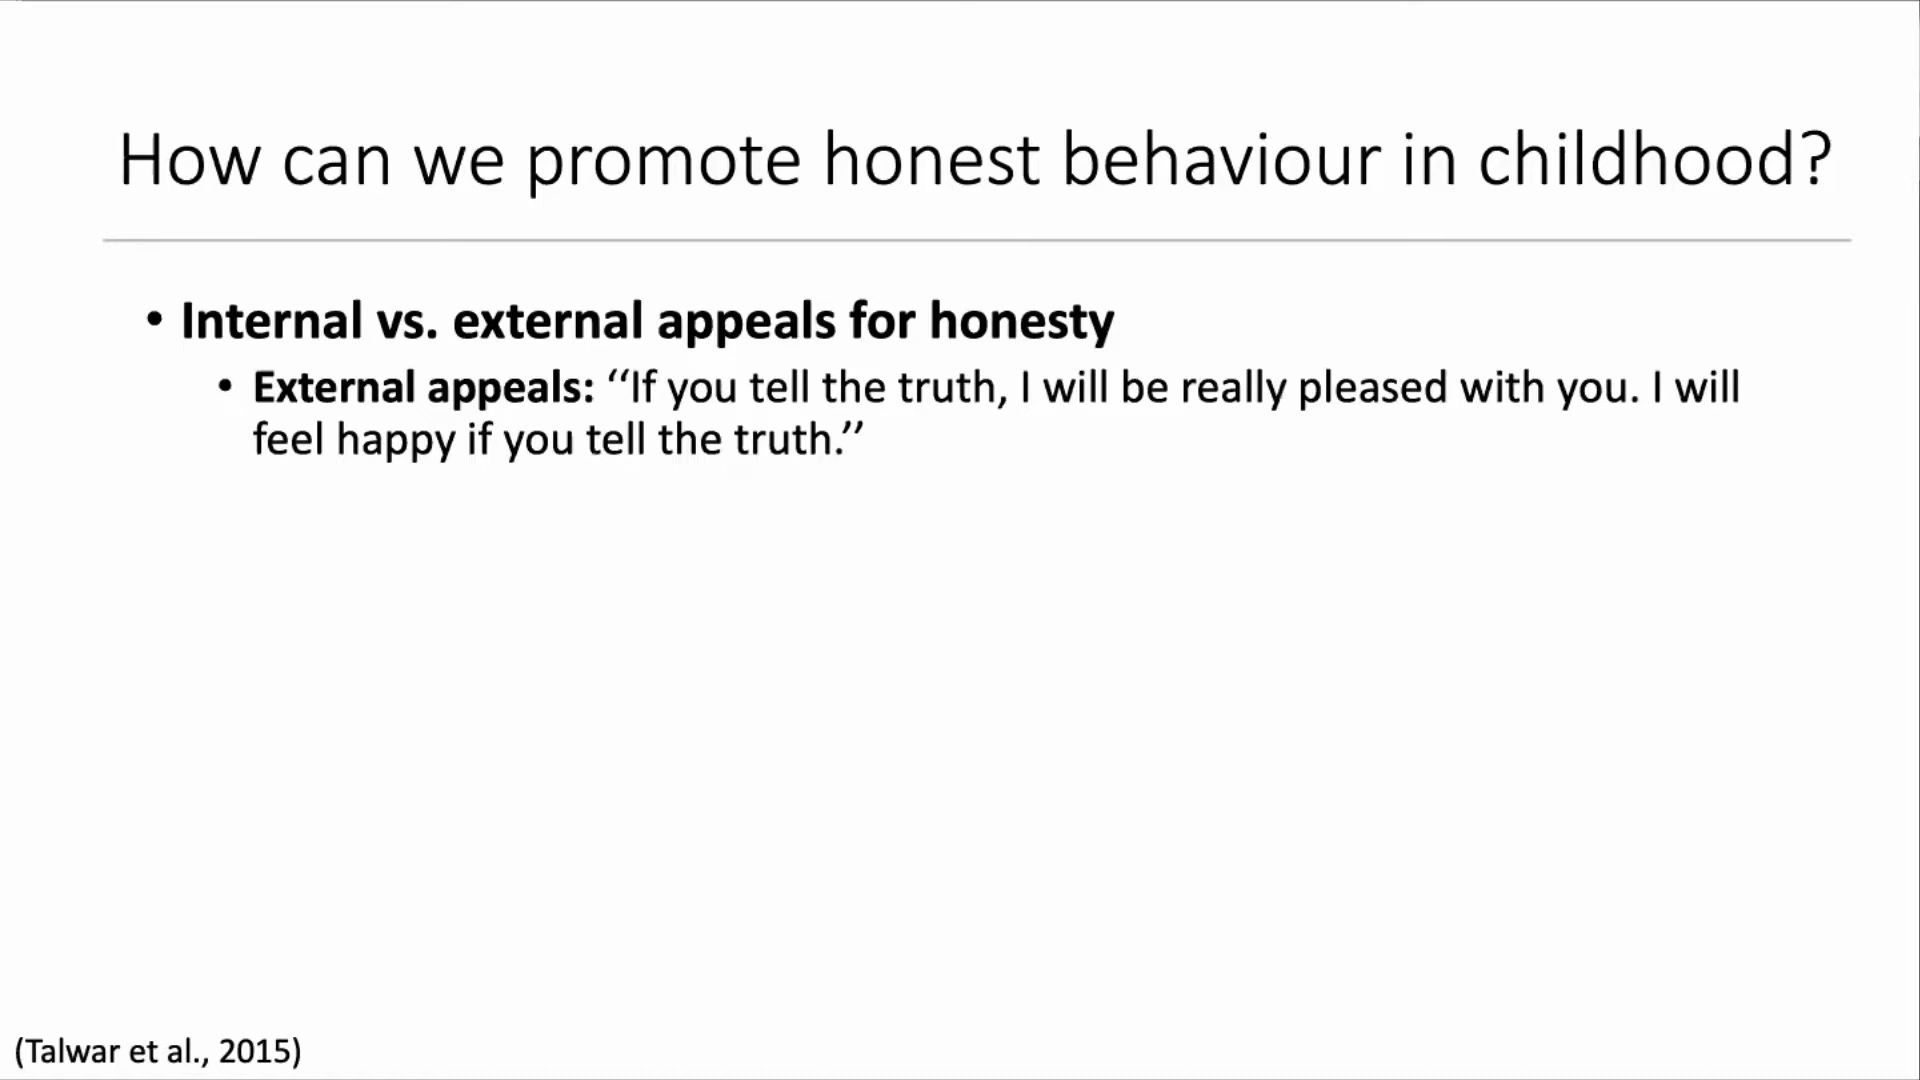 How can we promote honest behaviour in childhood?
• Internal vs. external appeals for honesty
• External appeals: ‘‘If you tell the truth, I will be really pleased with you. I will
feel happy if you tell the truth.’’
(Talwar et al., 2015)